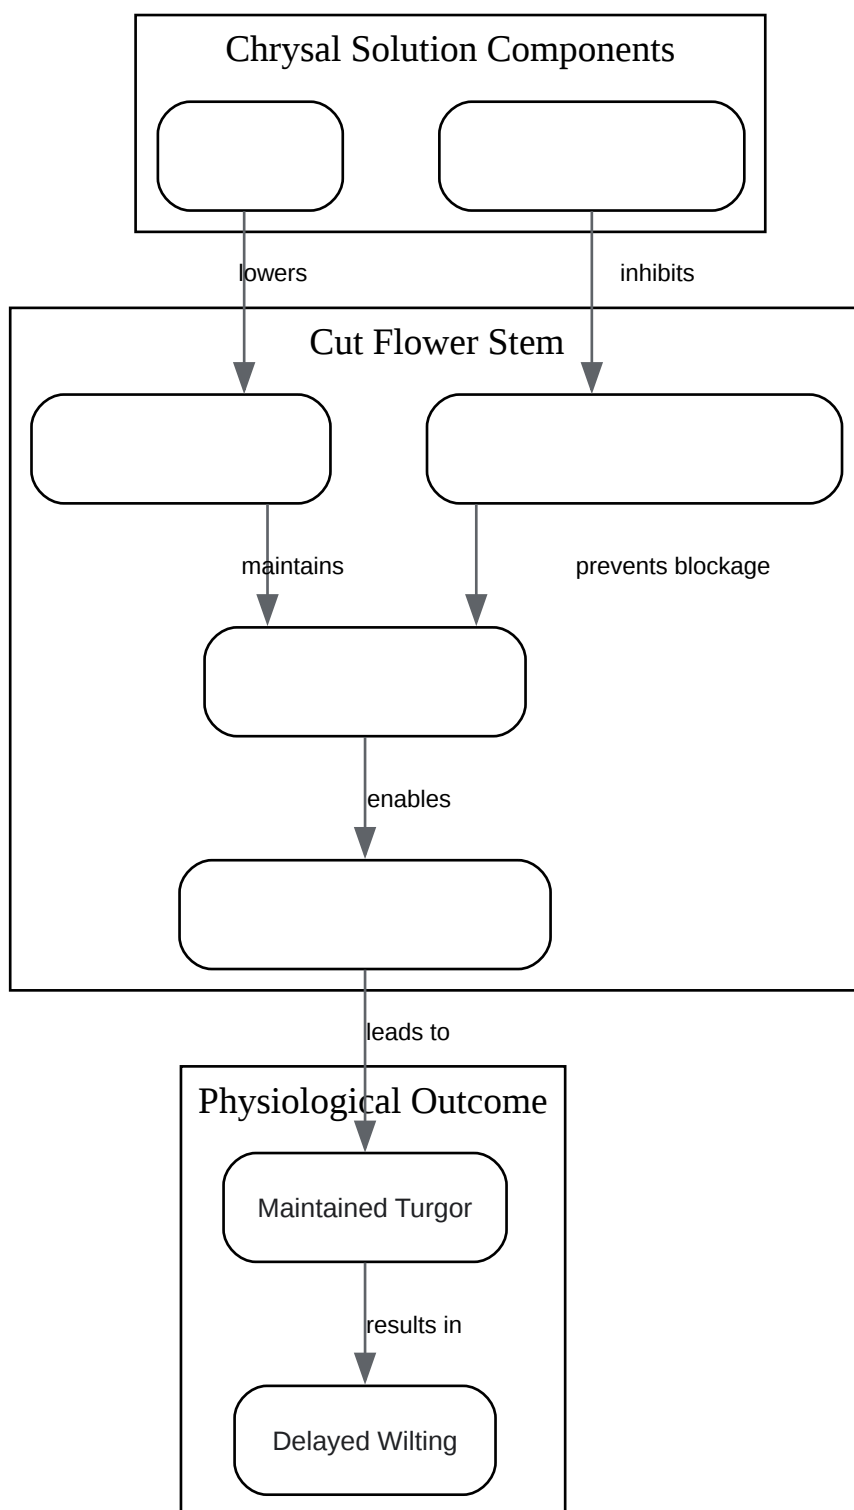 Chrysal Solution Components
lowers
inhibits
Cut Flower Stem
maintains
prevents blockage
enables
leads to
Physiological Outcome
Maintained Turgor
results in
Delayed Wilting